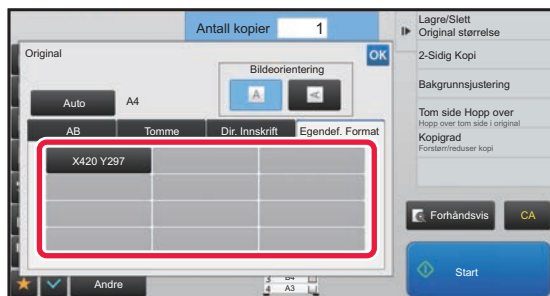 Antall kopier 1
Original
OK
Bildeorientering
A
A
Auto A4
AB Tomme Dir. Innskrift Egendef. Format
X420 Y297
Andre
A3
Lagre/Slett
Original størrelse
2-Sidig Kopi
Bakgrunnsjustering
Tom side Hopp over
Hopp over tom side i original
Kopigrad
Forstørr/reduser kopi
Forhåndsvis CA
Start